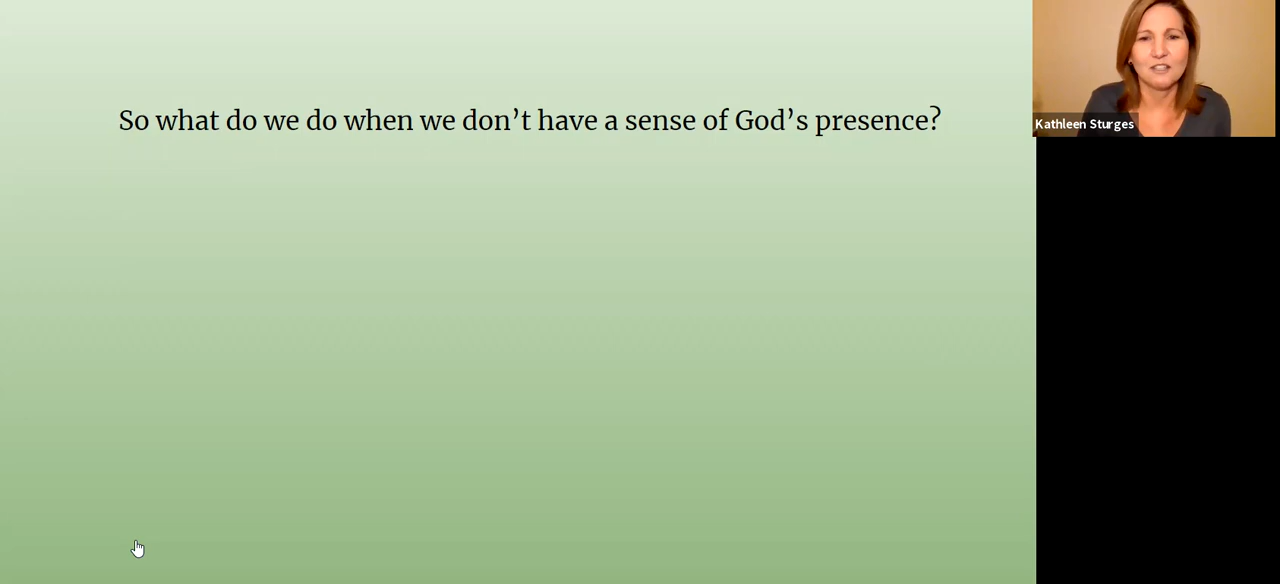 So what do we do when we don’t have a sense of God’s presence?
Kathleen Sturges